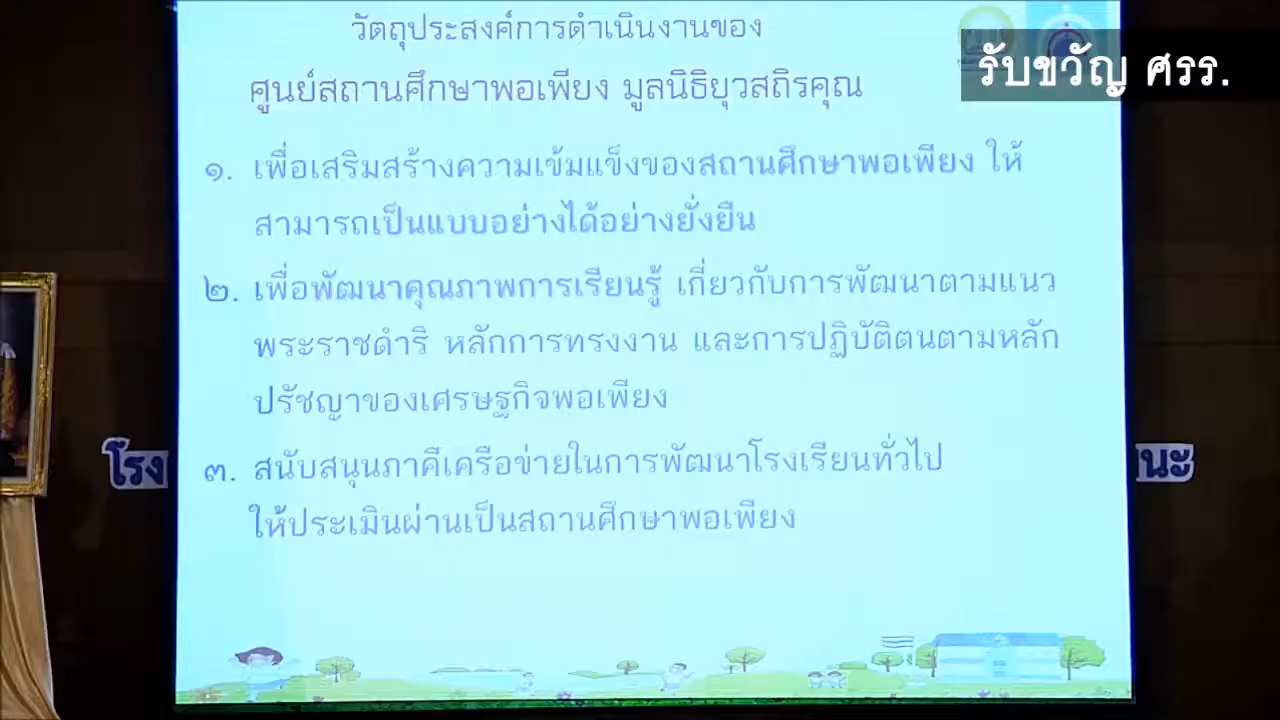 วัตถุประสงค์การดำเนินงานของ
ศูนย์สถานศึกษาพอเพียง มูลนิธิยุวสถิรคุณ
รับขวัญ ศรร.
๑. เพื่อเสริมสร้างความเข้มแข็งของสถานศึกษาพอเพียง ให้
สามารถเป็นแบบอย่างได้อย่างยั่งยืน
๒. เพื่อพัฒนาคุณภาพการเรียนรู้ เกี่ยวกับการพัฒนาตามแนว
พระราชดำริ หลักการทรงงาน และการปฏิบัติตนตามหลัก
ปรัชญาของเศรษฐกิจพอเพียง
๓. สนับสนุนภาคีเครือข่ายในการพัฒนาโรงเรียนทั่วไป
ให้ประเมินผ่านเป็นสถานศึกษาพอเพียง
โรง
นะ